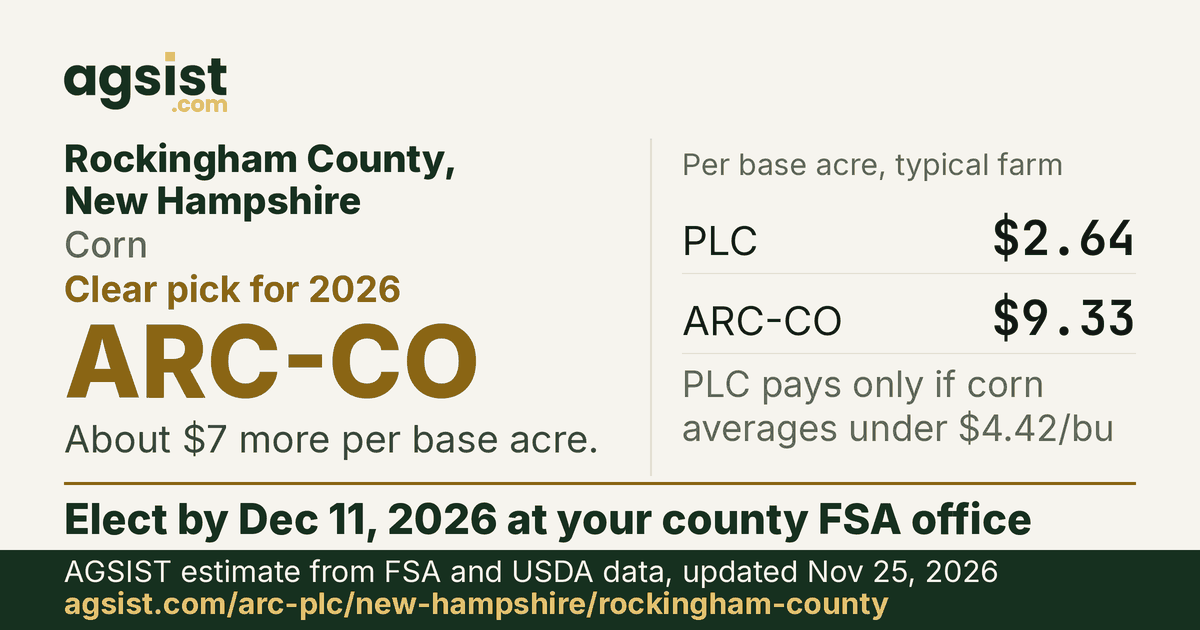 agsist
.com
Rockingham County,
New Hampshire
Corn
Clear pick for 2026
ARC-CO
About $7 more per base acre.
Per base acre, typical farm
PLC $2.64
ARC-CO $9.33
PLC pays only if corn
averages under $4.42/bu
Elect by Dec 11, 2026 at your county FSA office
AGSIST estimate from FSA and USDA data, updated Nov 25, 2026
agsist.com/arc-plc/new-hampshire/rockingham-county